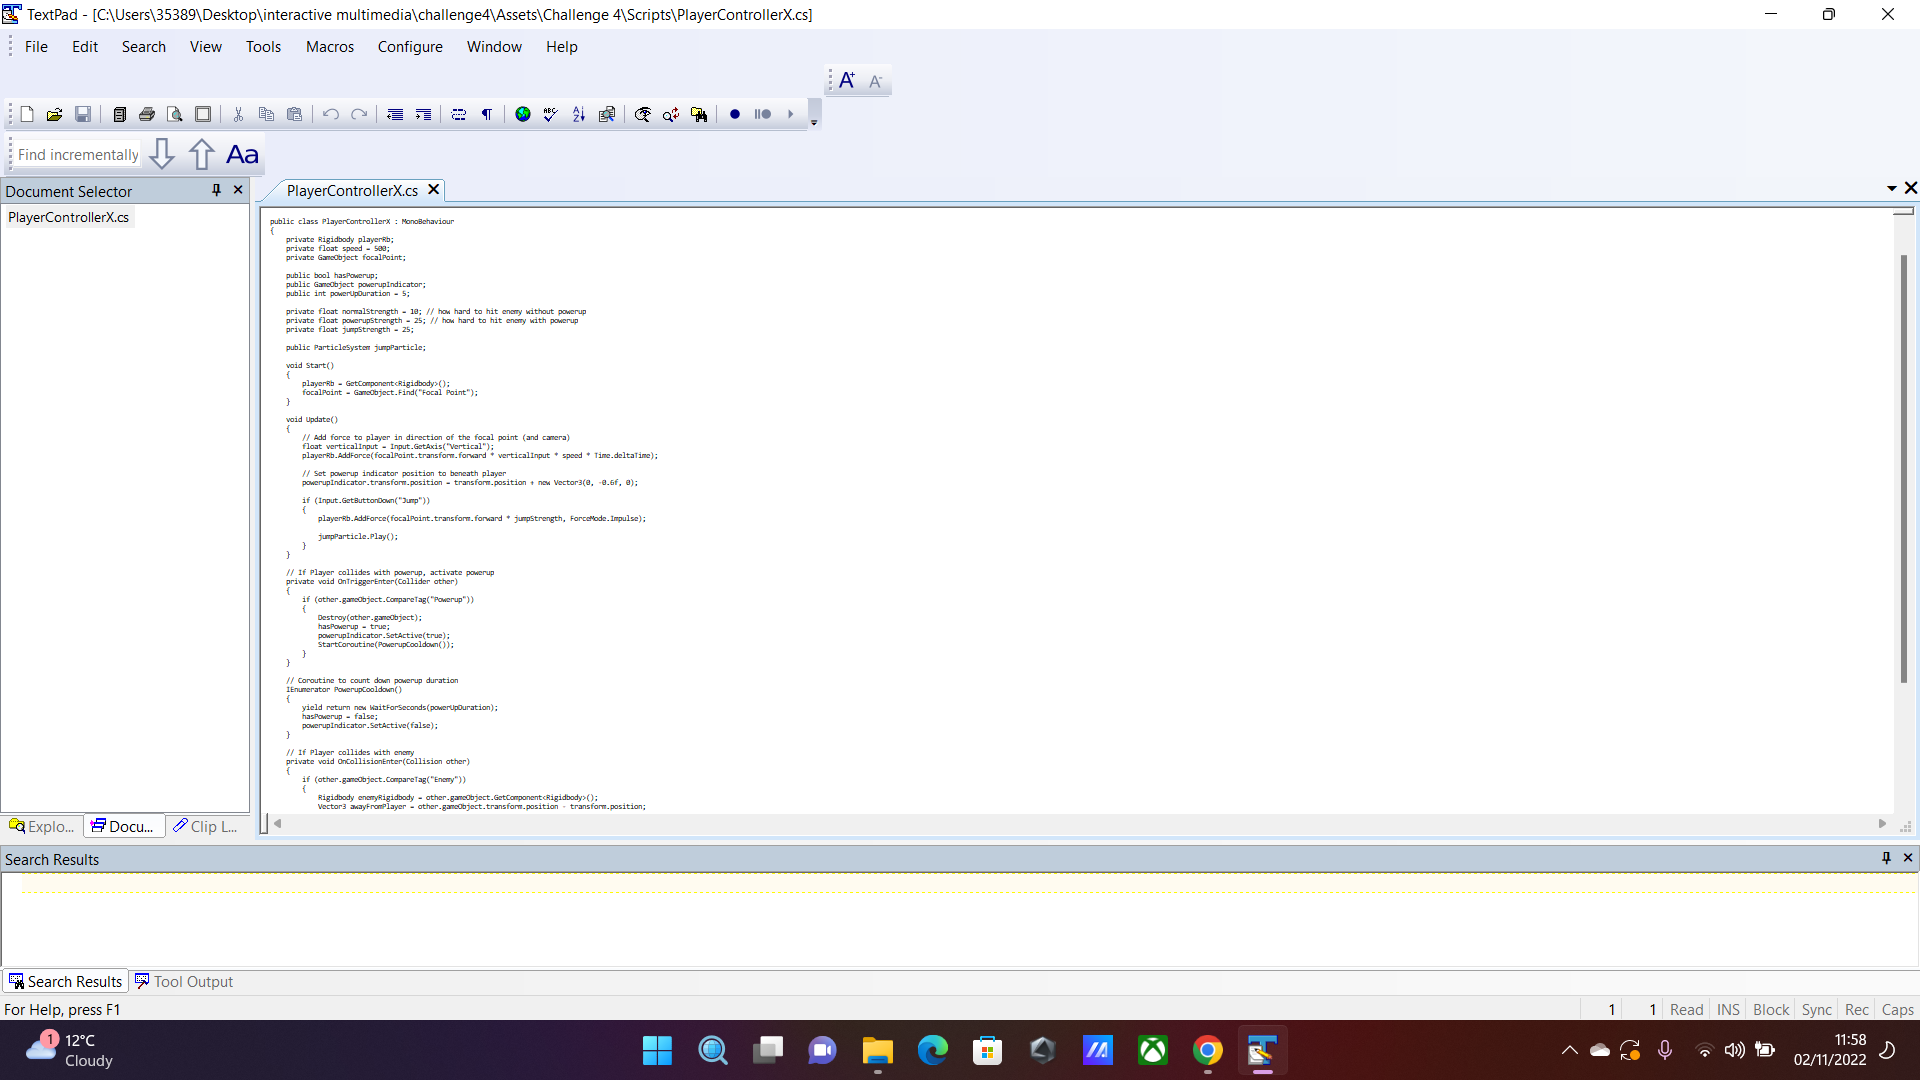 TextPad - [C:\Users\35389\Desktop\interactive multimedia\challenge4\Assets\Challenge 4\Scripts\PlayerControllerX.cs]
File Edit Search View Tools Macros Configure Window Help
Find incrementally Aa
Document Selector
PlayerControllerX.cs
PlayerControllerX.cs
public class PlayerControllerX : MonoBehaviour
{
    private Rigidbody playerRb;
    private float speed = 500;
    private GameObject focalPoint;

    public bool hasPowerup;
    public GameObject powerupIndicator;
    public int powerUpDuration = 5;

    private float normalStrength = 10; // how hard to hit enemy without powerup
    private float powerupStrength = 25; // how hard to hit enemy with powerup
    private float jumpStrength = 25;

    public ParticleSystem jumpParticle;

    void Start()
    {
        playerRb = GetComponent<Rigidbody>();
        focalPoint = GameObject.Find("Focal Point");
    }

    void Update()
    {
        // Add force to player in direction of the focal point (and camera)
        float verticalInput = Input.GetAxis("Vertical");
        playerRb.AddForce(focalPoint.transform.forward * verticalInput * speed * Time.deltaTime);

        // Set powerup indicator position to beneath player
        powerupIndicator.transform.position = transform.position + new Vector3(0, -0.6f, 0);

        if (Input.GetButtonDown("Jump"))
        {
            playerRb.AddForce(focalPoint.transform.forward * jumpStrength, ForceMode.Impulse);

            jumpParticle.Play();
        }
    }

    // If Player collides with powerup, activate powerup
    private void OnTriggerEnter(Collider other)
    {
        if (other.gameObject.CompareTag("Powerup"))
        {
            Destroy(other.gameObject);
            hasPowerup = true;
            powerupIndicator.SetActive(true);
            StartCoroutine(PowerupCooldown());
        }
    }

    // Coroutine to count down powerup duration
    IEnumerator PowerupCooldown()
    {
        yield return new WaitForSeconds(powerUpDuration);
        hasPowerup = false;
        powerupIndicator.SetActive(false);
    }

    // If Player collides with enemy
    private void OnCollisionEnter(Collision other)
    {
        if (other.gameObject.CompareTag("Enemy"))
        {
            Rigidbody enemyRigidbody = other.gameObject.GetComponent<Rigidbody>();
            Vector3 awayFromPlayer = other.gameObject.transform.position - transform.position;
Explo... Docu... Clip L...
Search Results
Search Results Tool Output
For Help, press F1
1 1 Read INS Block Sync Rec Caps
1
12°C
Cloudy
11:58
02/11/2022